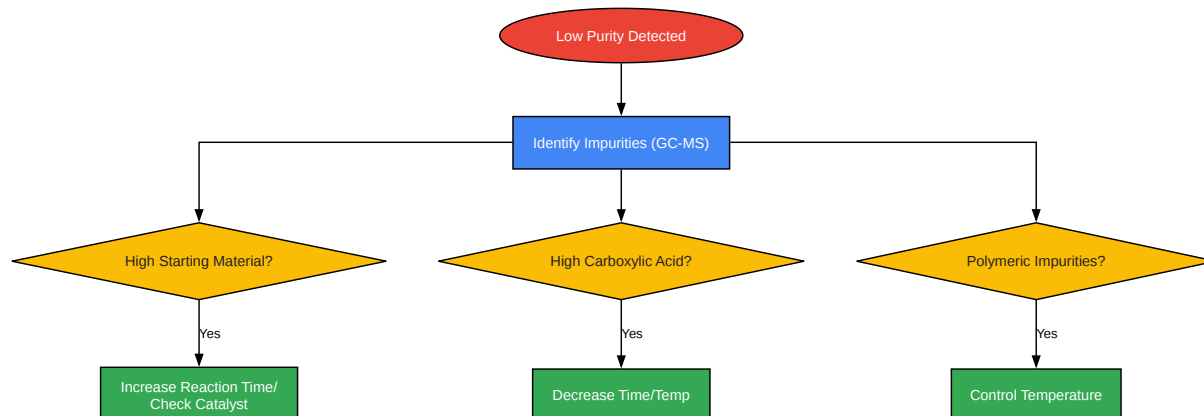 Low Purity Detected
Identify Impurities (GC-MS)
High Starting Material?
High Carboxylic Acid?
Polymeric Impurities?
Yes
Yes
Yes
Increase Reaction Time/
Check Catalyst
Decrease Time/Temp
Control Temperature